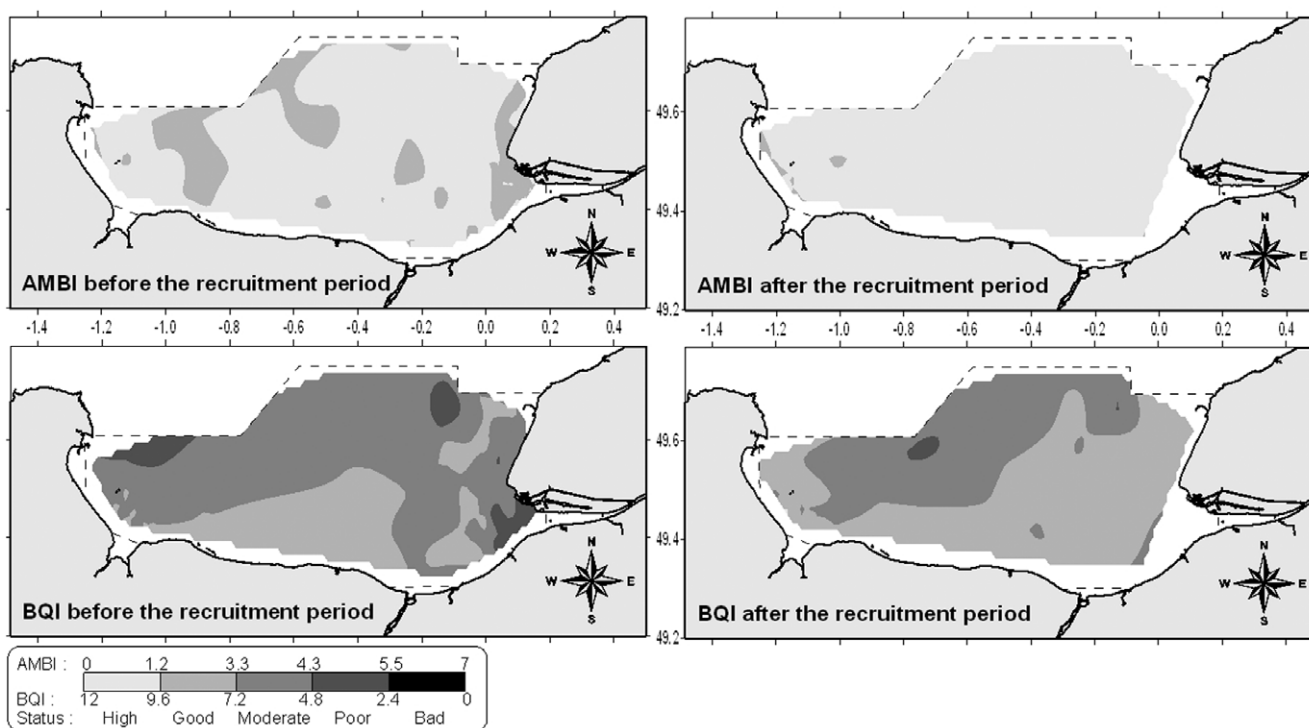 N
W E
S
AMBI before the recruitment period
N
W E
S
AMBI after the recruitment period
49.6
49.4
49.2
-1.4 -1.2 -1.0 -0.8 -0.6 -0.4 -0.2 0.0 0.2 0.4
-1.4 -1.2 -1.0 -0.8 -0.6 -0.4 -0.2 0.0 0.2 0.4
N
W E
S
BQI before the recruitment period
N
W E
S
BQI after the recruitment period
49.6
49.4
49.2
AMBI : 0 1.2 3.3 4.3 5.5 7
BQI : 12 9.6 7.2 4.8 2.4 0
Status : High Good Moderate Poor Bad